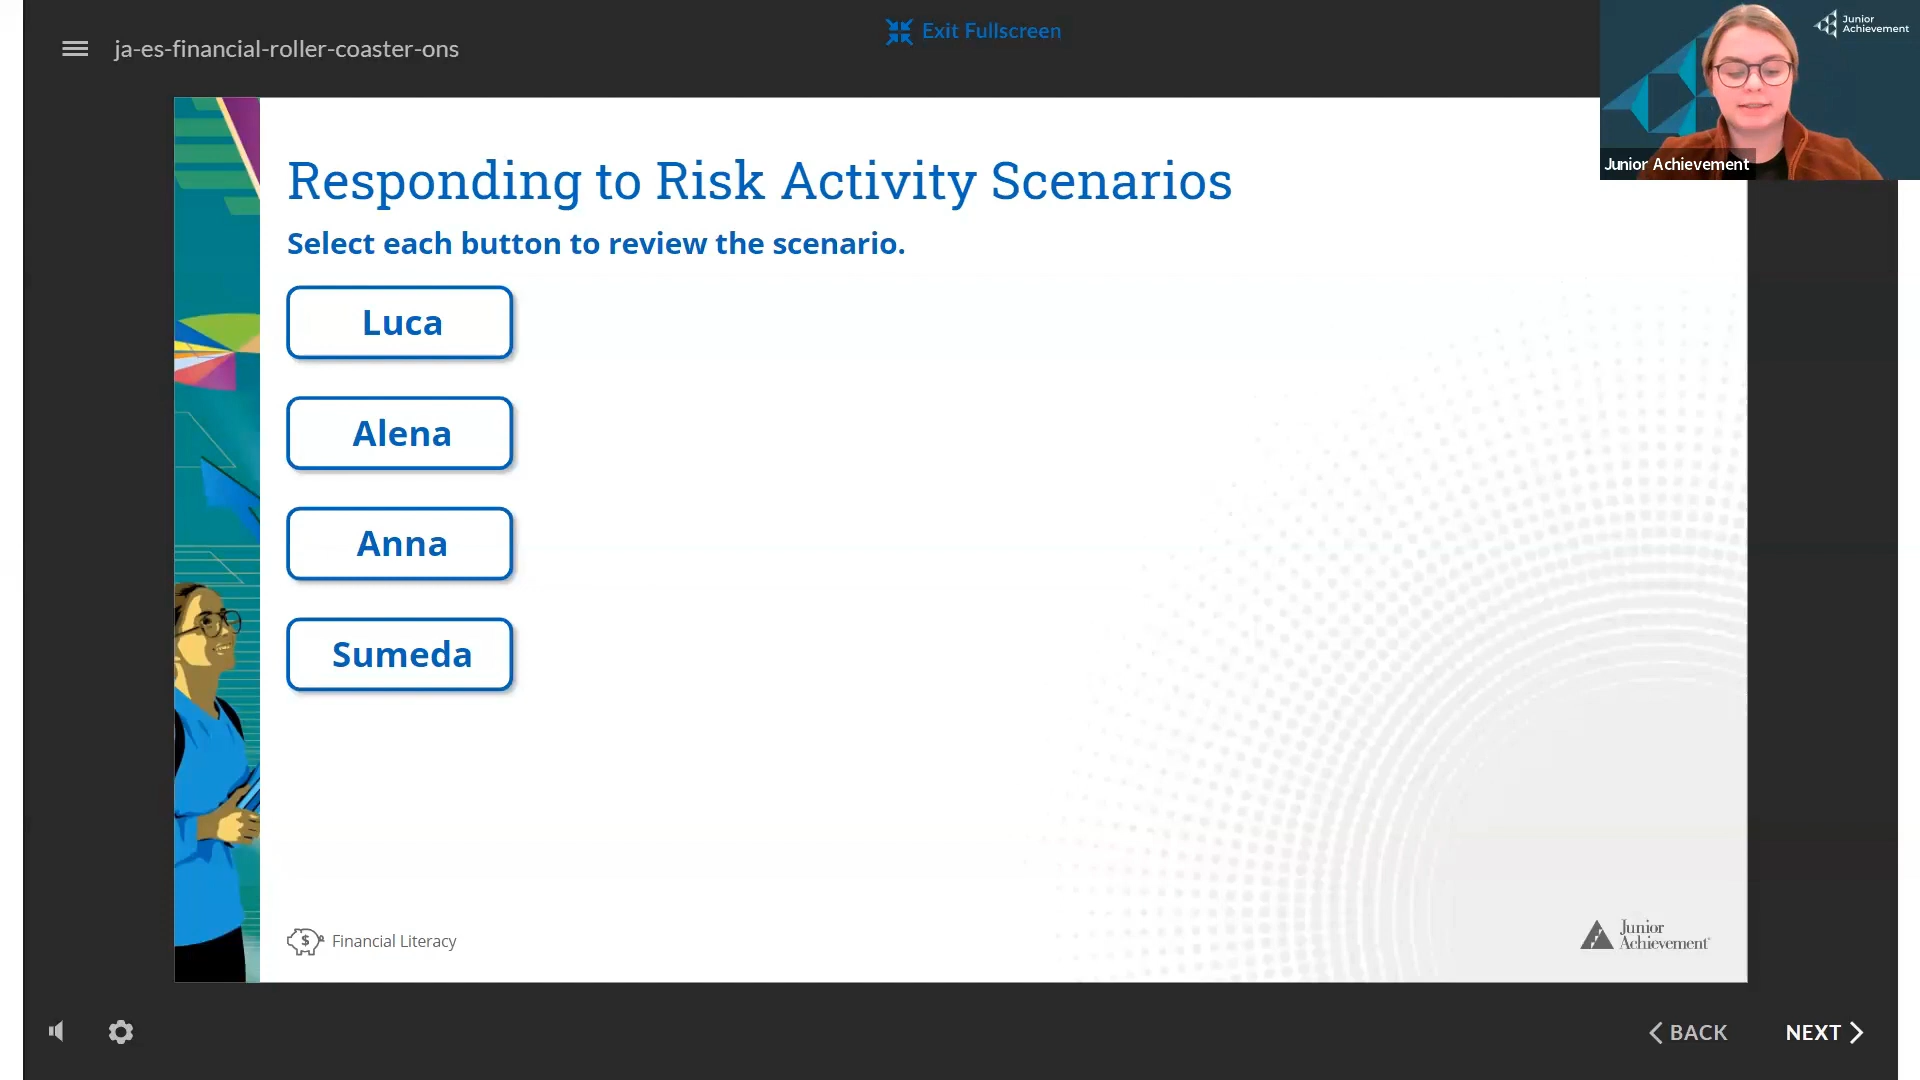 ja-es-financial-roller-coaster-ons
Exit Fullscreen
Junior
Achievement
Junior Achievement
Responding to Risk Activity Scenarios
Select each button to review the scenario.
Luca
Alena
Anna
Sumeda
$ Financial Literacy
Junior
Achievement®
BACK
NEXT